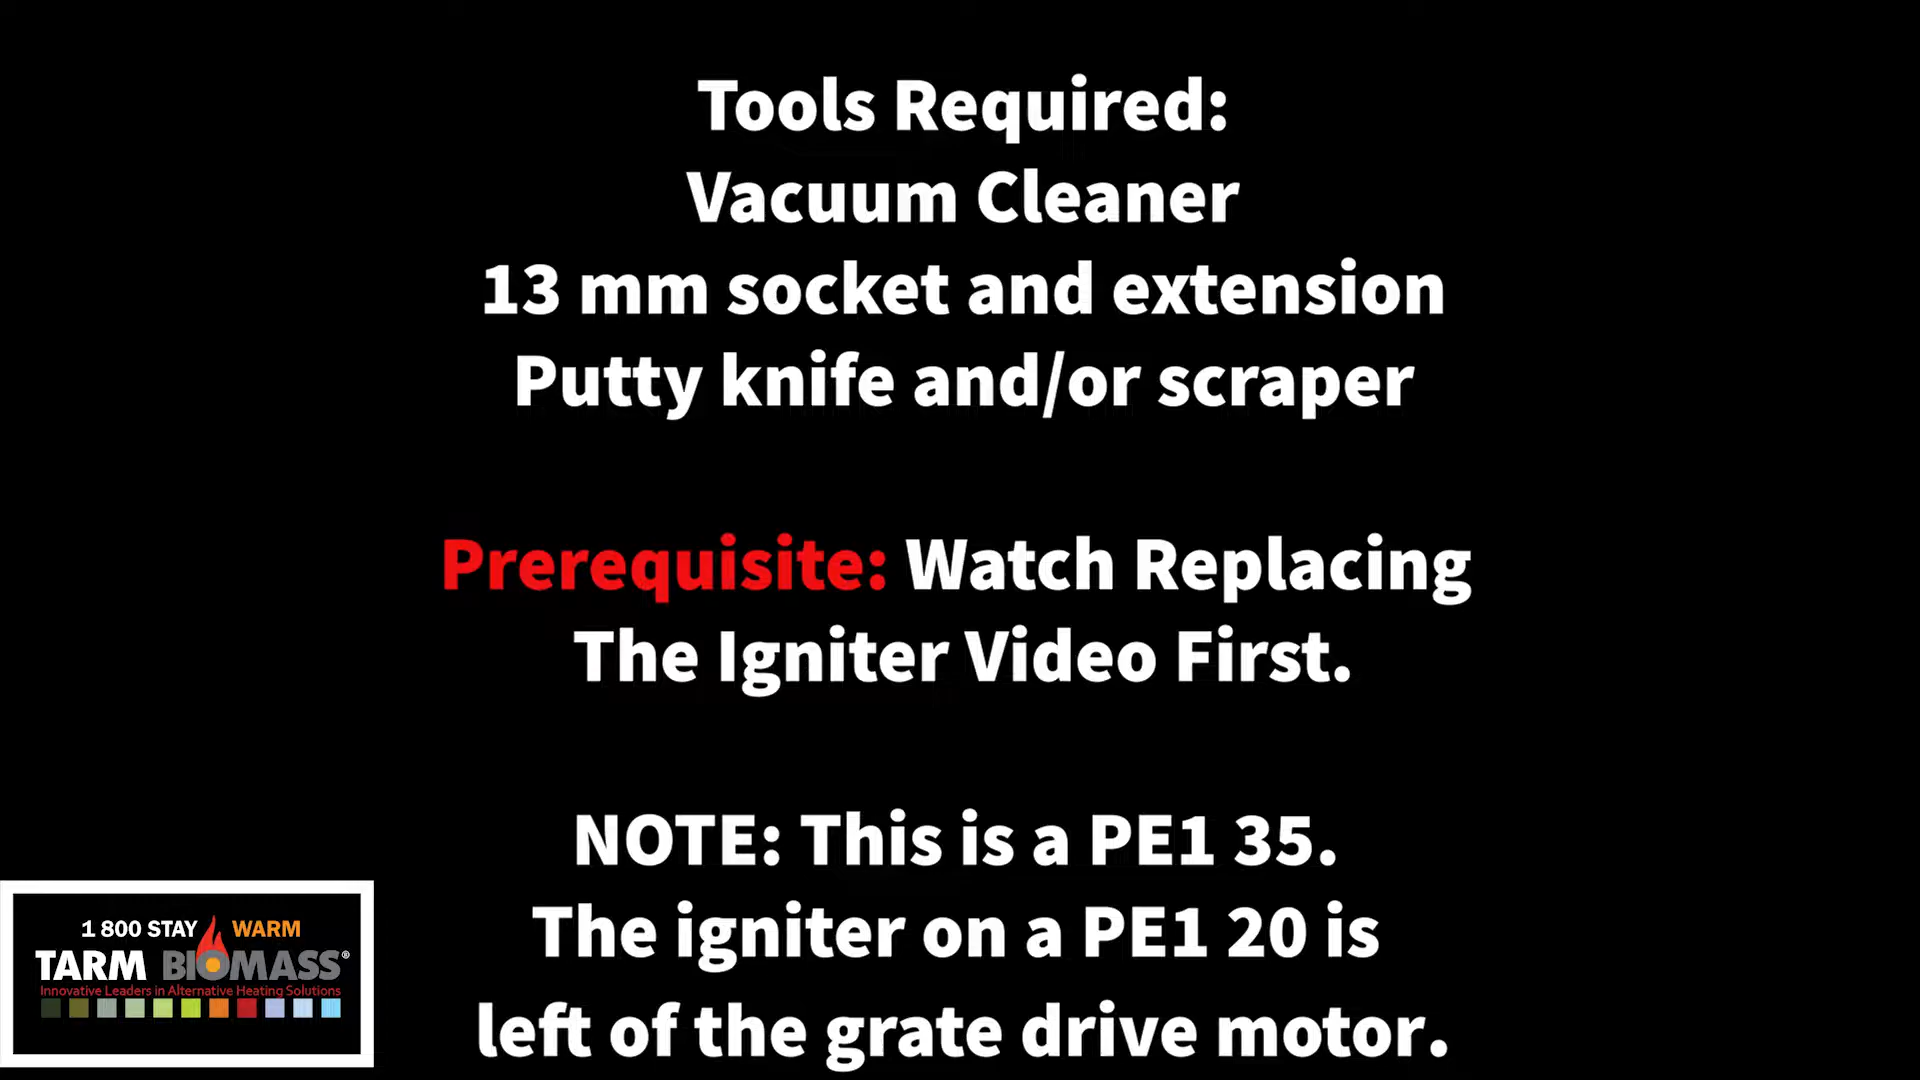 Tools Required:
Vacuum Cleaner
13 mm socket and extension
Putty knife and/or scraper
Prerequisite: Watch Replacing
The Igniter Video First.
NOTE: This is a PE1 35.
The igniter on a PE1 20 is
left of the grate drive motor.
1 800 STAY WARM
TARM BIOMASS®
Innovative Leaders in Alternative Heating Solutions